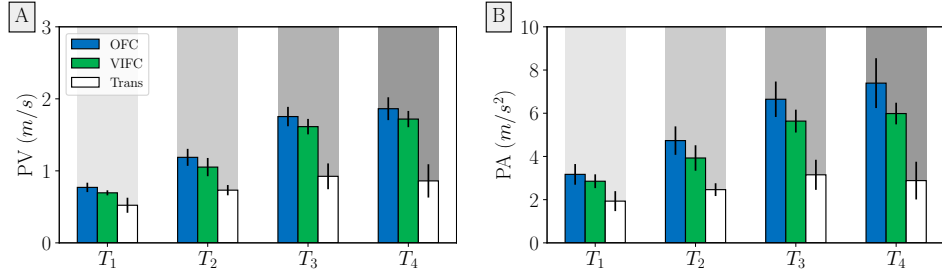 A
PV (m/s)
3
2
1
0
OFC
VIFC
Trans
T1 T2 T3 T4
B
PA (m/s²)
10
8
6
4
2
0
T1 T2 T3 T4